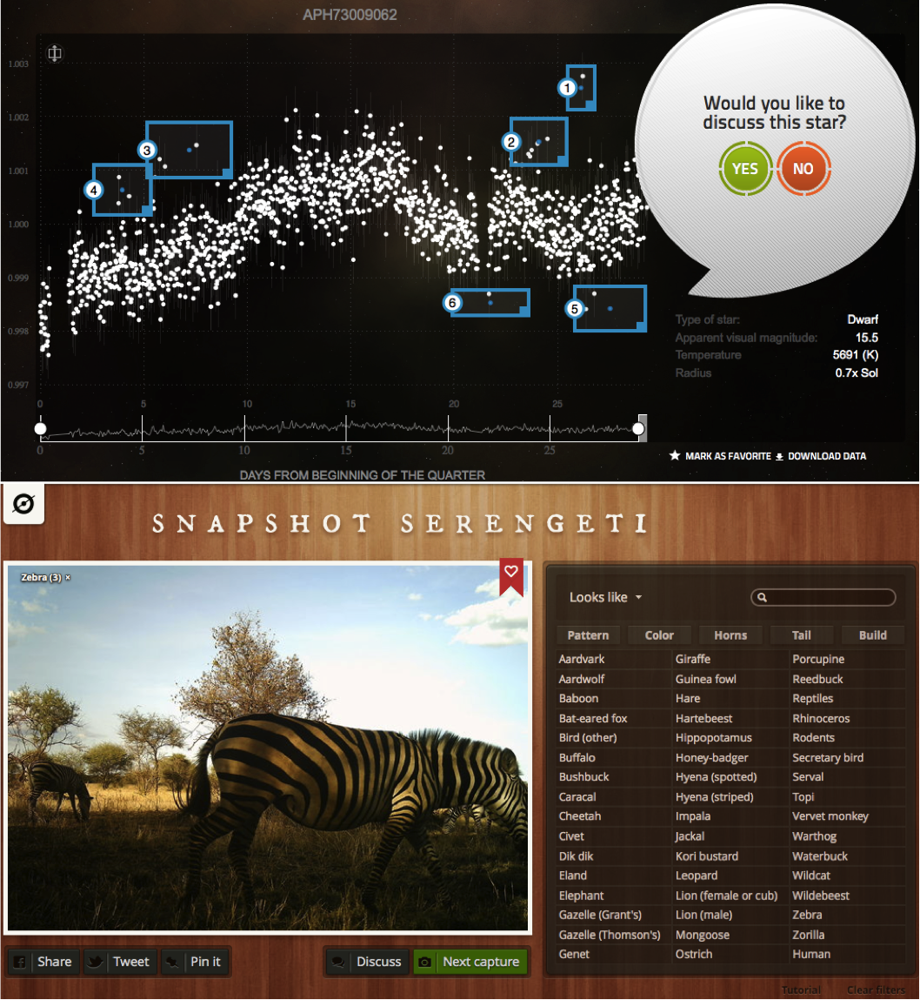 APH73009062
1.003
1.002
1.001
1.000
0.999
0.998
0.997
1
2
3
4
5
6
0 5 10 15 20 25
0 5 10 15 20 25
DAYS FROM BEGINNING OF THE QUARTER
Would you like to
discuss this star?
YES NO
Type of star: Dwarf
Apparent visual magnitude: 15.5
Temperature 5691 (K)
Radius 0.7x Sol
MARK AS FAVORITE DOWNLOAD DATA
SNAPSHOT SERENGETI
Zebra (3) ×
Looks like
Pattern Color Horns Tail Build
Aardvark Giraffe Porcupine
Aardwolf Guinea fowl Reedbuck
Baboon Hare Reptiles
Bat-eared fox Hartebeest Rhinoceros
Bird (other) Hippopotamus Rodents
Buffalo Honey-badger Secretary bird
Bushbuck Hyena (spotted) Serval
Caracal Hyena (striped) Topi
Cheetah Impala Vervet monkey
Civet Jackal Warthog
Dik dik Kori bustard Waterbuck
Eland Leopard Wildcat
Elephant Lion (female or cub) Wildebeest
Gazelle (Grant's) Lion (male) Zebra
Gazelle (Thomson's) Mongoose Zorilla
Genet Ostrich Human
Share Tweet Pin it Discuss Next capture
Tutorial Clear filters